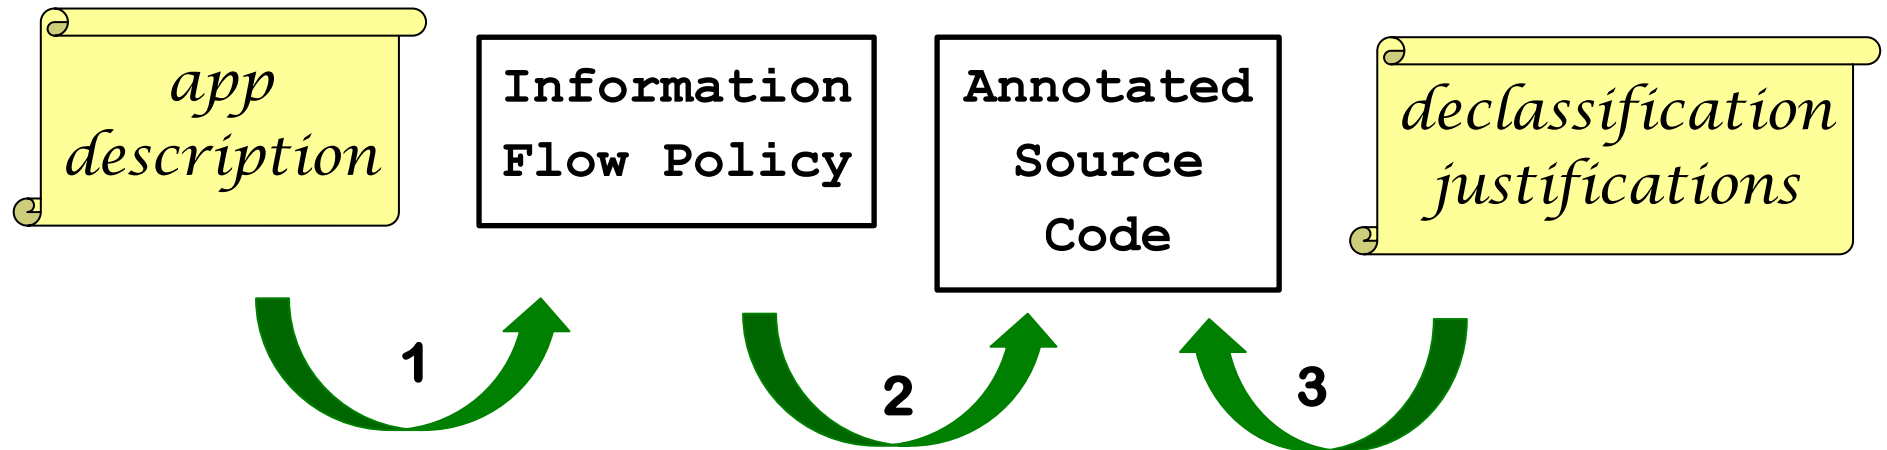 app
description
Information
Flow Policy
Annotated
Source
Code
declassification
justifications
1
2
3